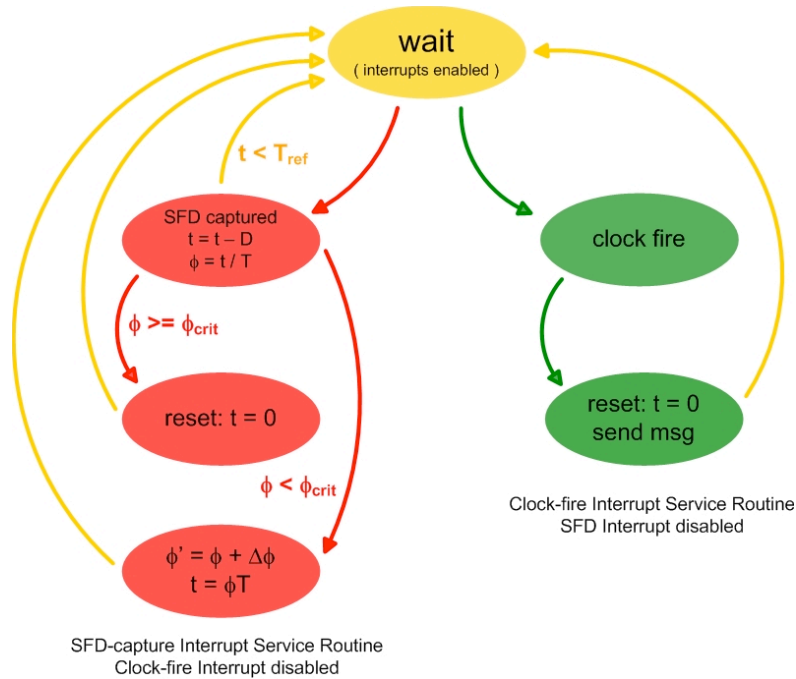 wait
( interrupts enabled )
t < Tref
SFD captured
t = t – D
ϕ = t / T
clock fire
ϕ >= ϕcrit
reset: t = 0
reset: t = 0
send msg
ϕ < ϕcrit
Clock-fire Interrupt Service Routine
SFD Interrupt disabled
ϕ' = ϕ + Δϕ
t = ϕT
SFD-capture Interrupt Service Routine
Clock-fire Interrupt disabled